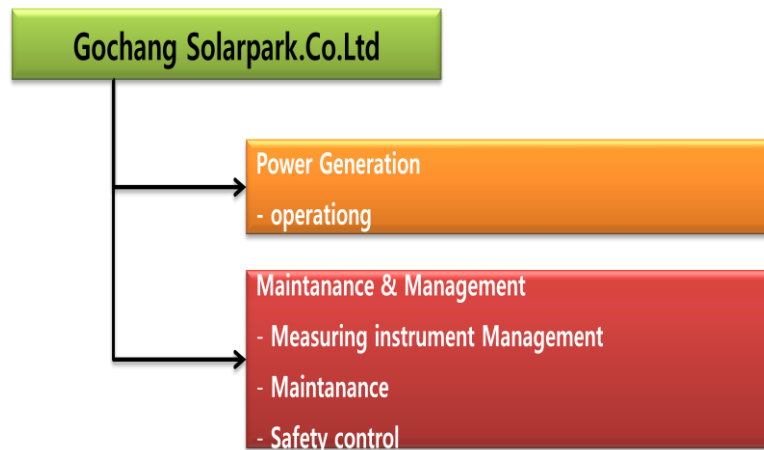 Gochang Solarpark.Co.Ltd
Power Generation
- operationg
Maintanance & Management
- Measuring instrument Management
- Maintanance
- Safety control